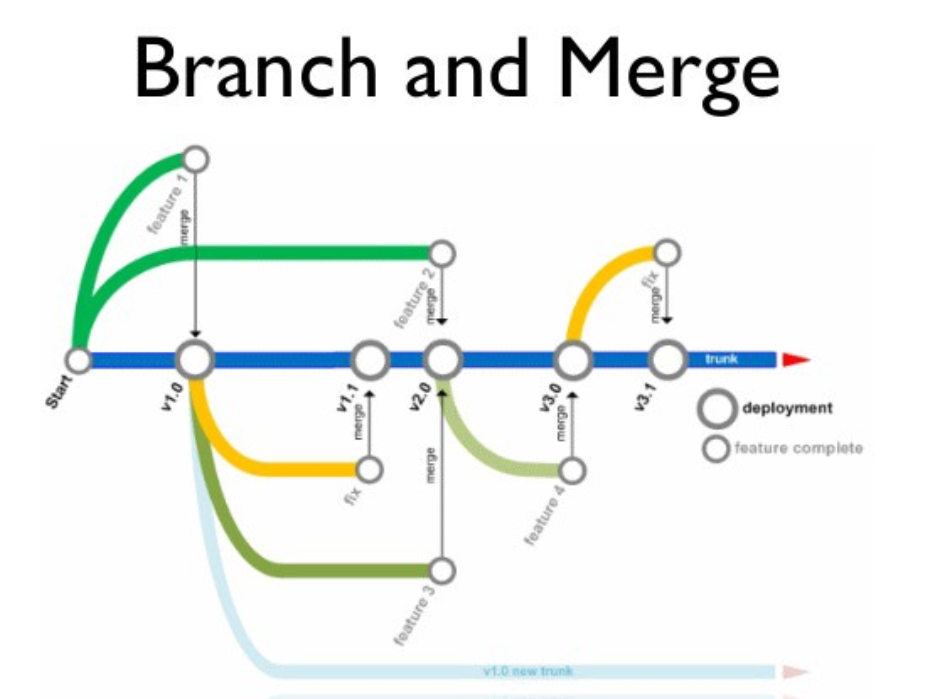 Branch and Merge
feature 1
merge
feature 2
merge
fix
merge
Start
v1.0
v1.1
v2.0
v3.0
v3.1
trunk
deployment
feature complete
merge
fix
merge
merge
feature 4
feature 3
v1.0 new trunk